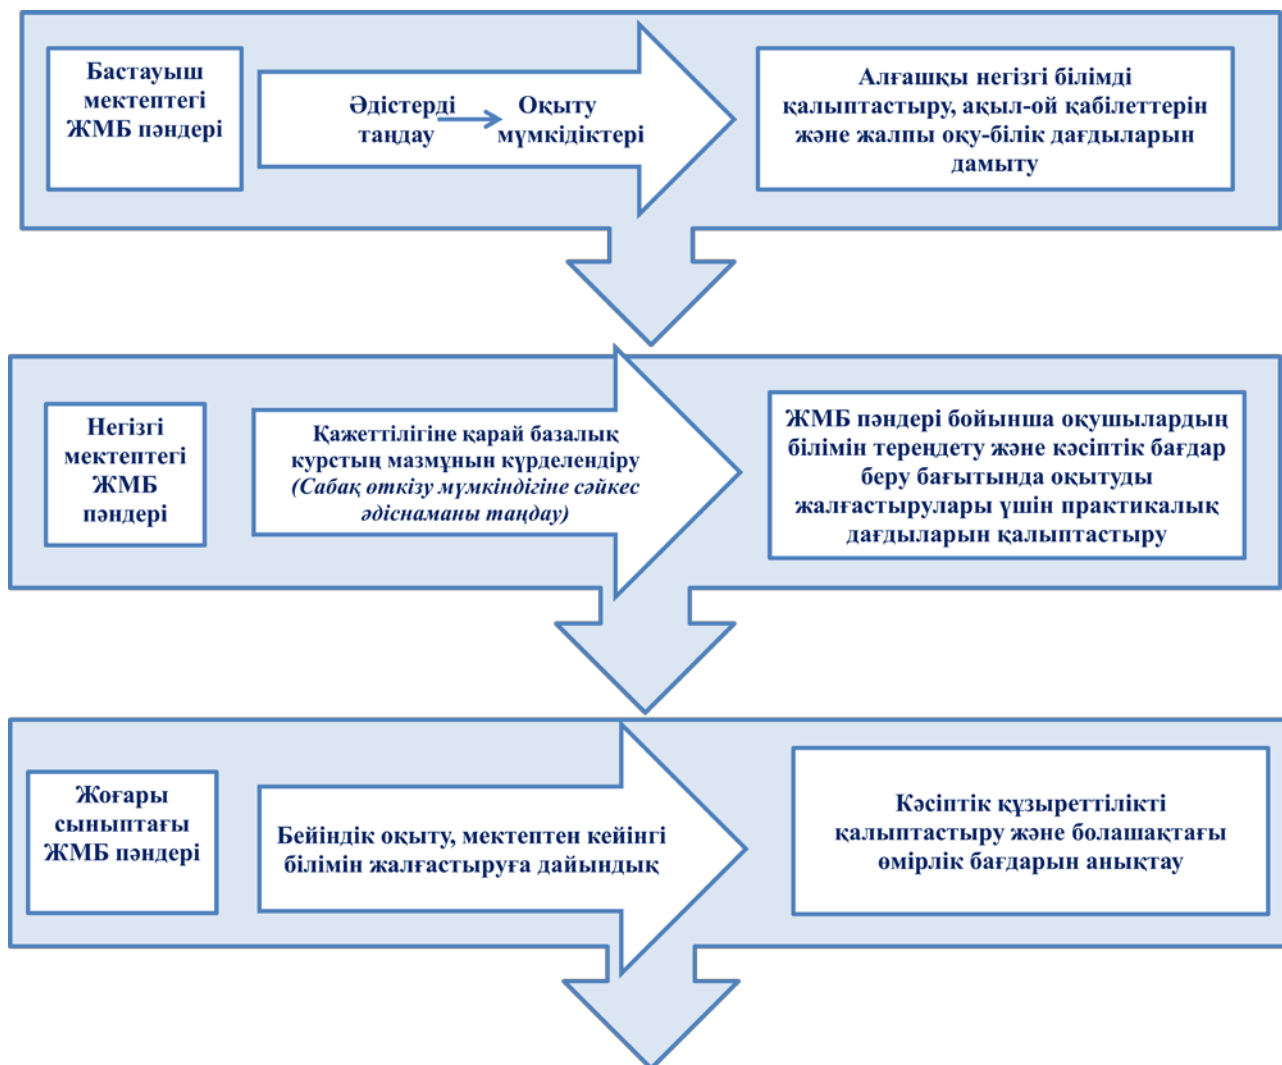 Бастауыш
мектептегі
ЖМБ пәндері
Әдістерді
таңдау
Оқыту
мүмкідіктері
Алғашқы негізгі білімді
қалыптастыру, ақыл-ой қабілеттерін
және жалпы оқу-білік дағдыларын
дамыту
Негізгі
мектептегі
ЖМБ
пәндері
Қажеттілігіне қарай базалық
курстың мазмұнын күрделендіру
(Сабақ өткізу мүмкіндігіне сәйкес
әдіснаманы таңдау)
ЖМБ пәндері бойынша оқушылардың
білімін тереңдету және кәсіптік бағдар
беру бағытында оқытуды
жалғастырулары үшін практикалық
дағдыларын қалыптастыру
Жоғары
сыныптағы
ЖМБ пәндері
Бейіндік оқыту, мектептен кейінгі
білімін жалғастыруға дайындық
Кәсіптік құзыреттілікті
қалыптастыру және болашақтағы
өмірлік бағдарын анықтау